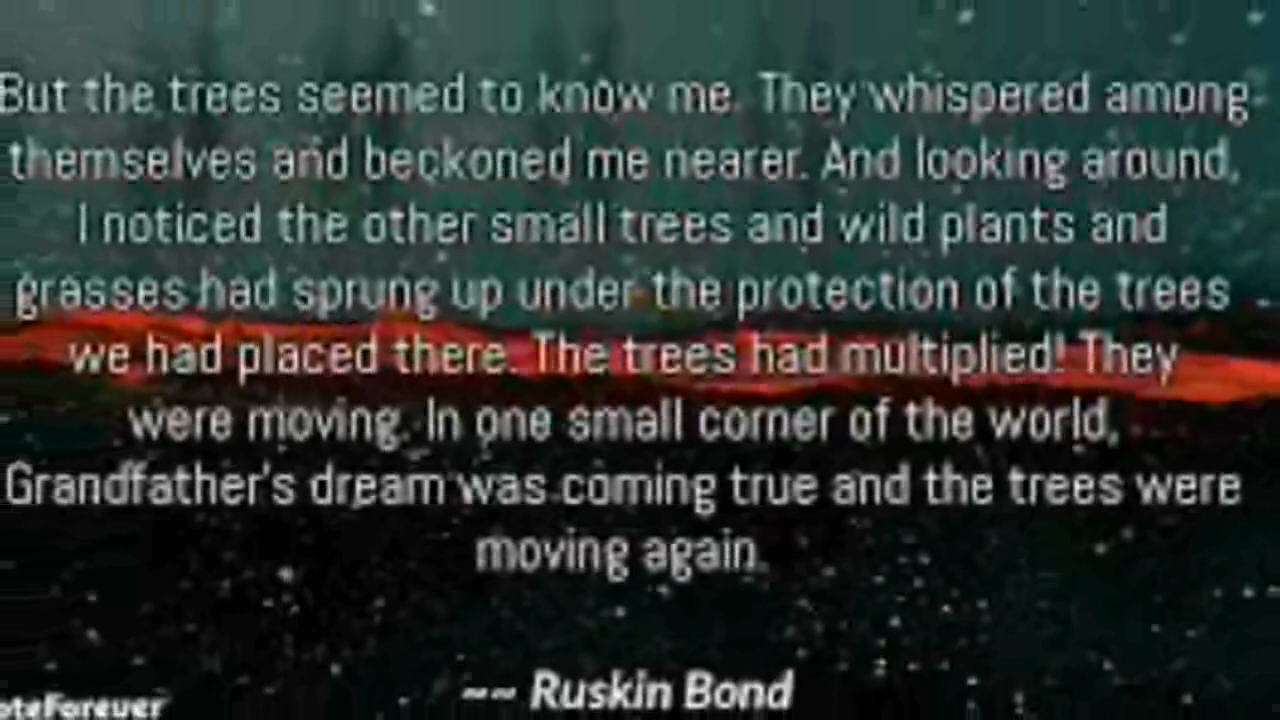 But the trees seemed to know me. They whispered among
themselves and beckoned me nearer. And looking around,
I noticed the other small trees and wild plants and
grasses had sprung up under the protection of the trees
we had placed there. The trees had multiplied! They
were moving. In one small corner of the world,
Grandfather's dream was coming true and the trees were
moving again.
~~ Ruskin Bond
oteForever